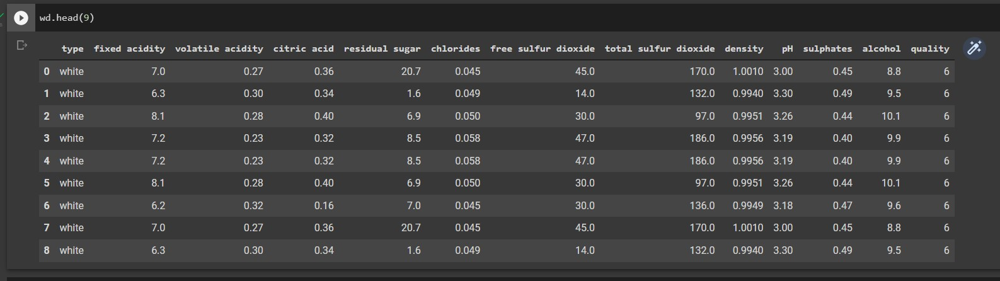 wd.head(9)
type fixed acidity volatile acidity citric acid residual sugar chlorides free sulfur dioxide total sulfur dioxide density pH sulphates alcohol quality
0 white 7.0 0.27 0.36 20.7 0.045 45.0 170.0 1.0010 3.00 0.45 8.8 6
1 white 6.3 0.30 0.34 1.6 0.049 14.0 132.0 0.9940 3.30 0.49 9.5 6
2 white 8.1 0.28 0.40 6.9 0.050 30.0 97.0 0.9951 3.26 0.44 10.1 6
3 white 7.2 0.23 0.32 8.5 0.058 47.0 186.0 0.9956 3.19 0.40 9.9 6
4 white 7.2 0.23 0.32 8.5 0.058 47.0 186.0 0.9956 3.19 0.40 9.9 6
5 white 8.1 0.28 0.40 6.9 0.050 30.0 97.0 0.9951 3.26 0.44 10.1 6
6 white 6.2 0.32 0.16 7.0 0.045 30.0 136.0 0.9949 3.18 0.47 9.6 6
7 white 7.0 0.27 0.36 20.7 0.045 45.0 170.0 1.0010 3.00 0.45 8.8 6
8 white 6.3 0.30 0.34 1.6 0.049 14.0 132.0 0.9940 3.30 0.49 9.5 6